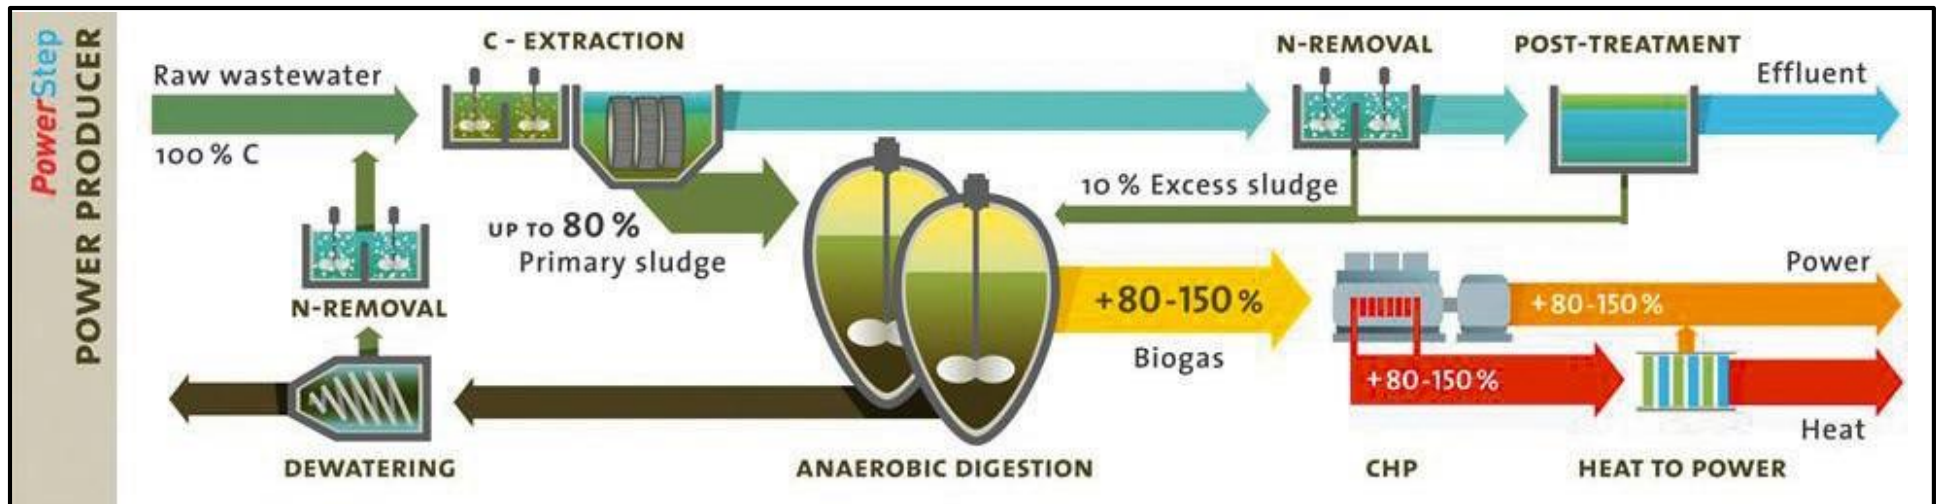 PowerStep
POWER PRODUCER
C - EXTRACTION
N-REMOVAL
POST-TREATMENT
Raw wastewater
Effluent
100 % C
10 % Excess sludge
UP TO 80 %
Primary sludge
N-REMOVAL
+80-150 %
Biogas
Power
+80-150 %
+80-150 %
Heat
DEWATERING
ANAEROBIC DIGESTION
CHP
HEAT TO POWER